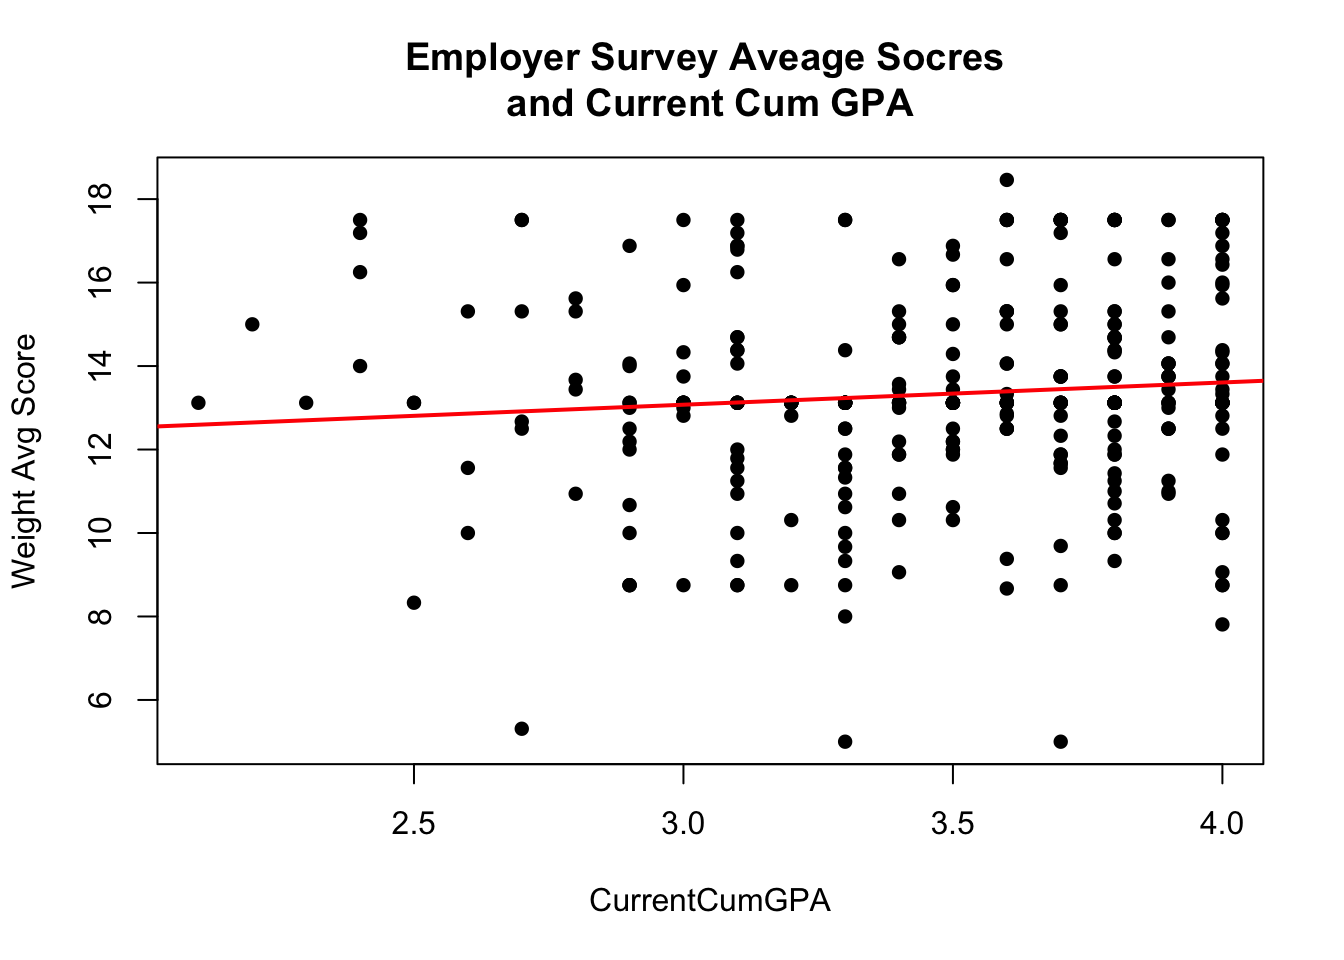 Employer Survey Aveage Socres
and Current Cum GPA
Weight Avg Score
18
16
14
12
10
8
6
2.5 3.0 3.5 4.0
CurrentCumGPA